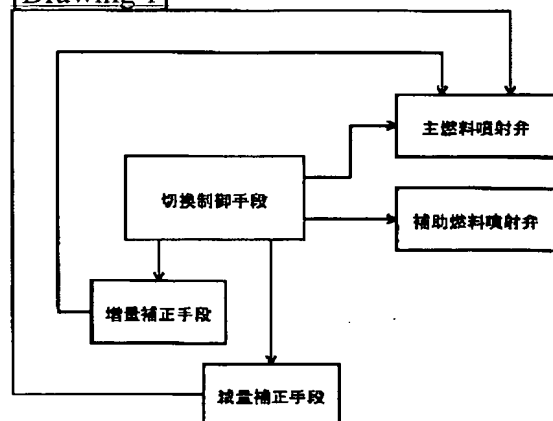 Drawing 1
主燃料噴射弁
切換制御手段
補助燃料噴射弁
増量補正手段
減量補正手段